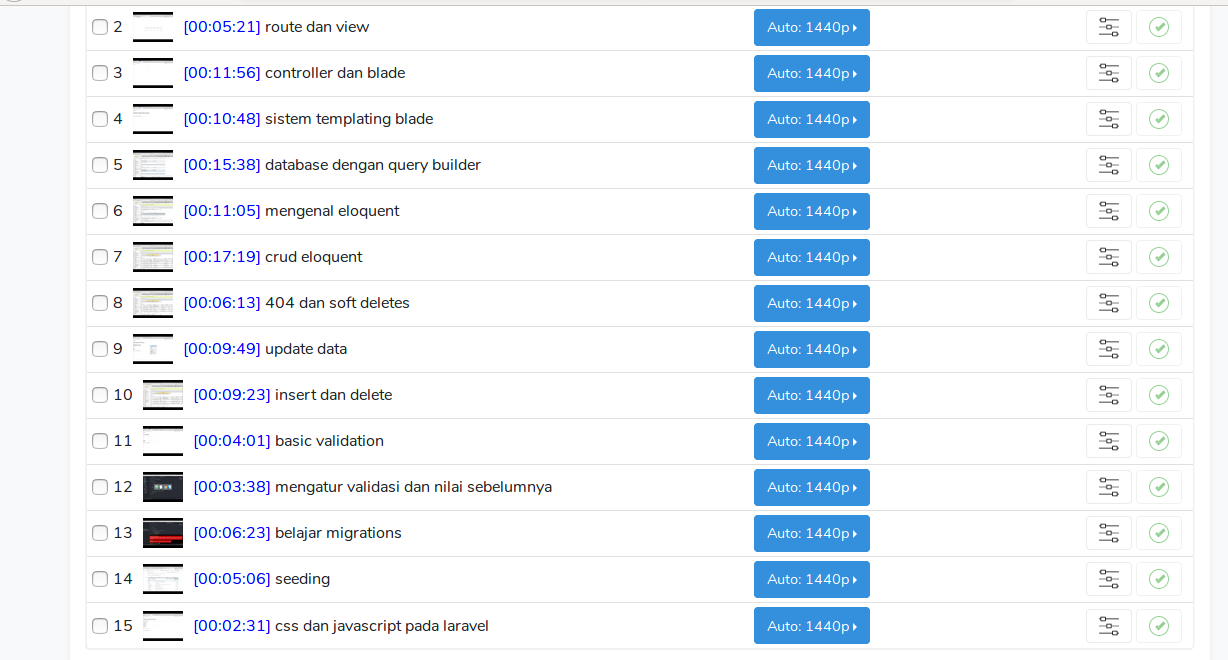 2 [00:05:21] route dan view Auto: 1440p
3 [00:11:56] controller dan blade Auto: 1440p
4 [00:10:48] sistem templating blade Auto: 1440p
5 [00:15:38] database dengan query builder Auto: 1440p
6 [00:11:05] mengenal eloquent Auto: 1440p
7 [00:17:19] crud eloquent Auto: 1440p
8 [00:06:13] 404 dan soft deletes Auto: 1440p
9 [00:09:49] update data Auto: 1440p
10 [00:09:23] insert dan delete Auto: 1440p
11 [00:04:01] basic validation Auto: 1440p
12 [00:03:38] mengatur validasi dan nilai sebelumnya Auto: 1440p
13 [00:06:23] belajar migrations Auto: 1440p
14 [00:05:06] seeding Auto: 1440p
15 [00:02:31] css dan javascript pada laravel Auto: 1440p